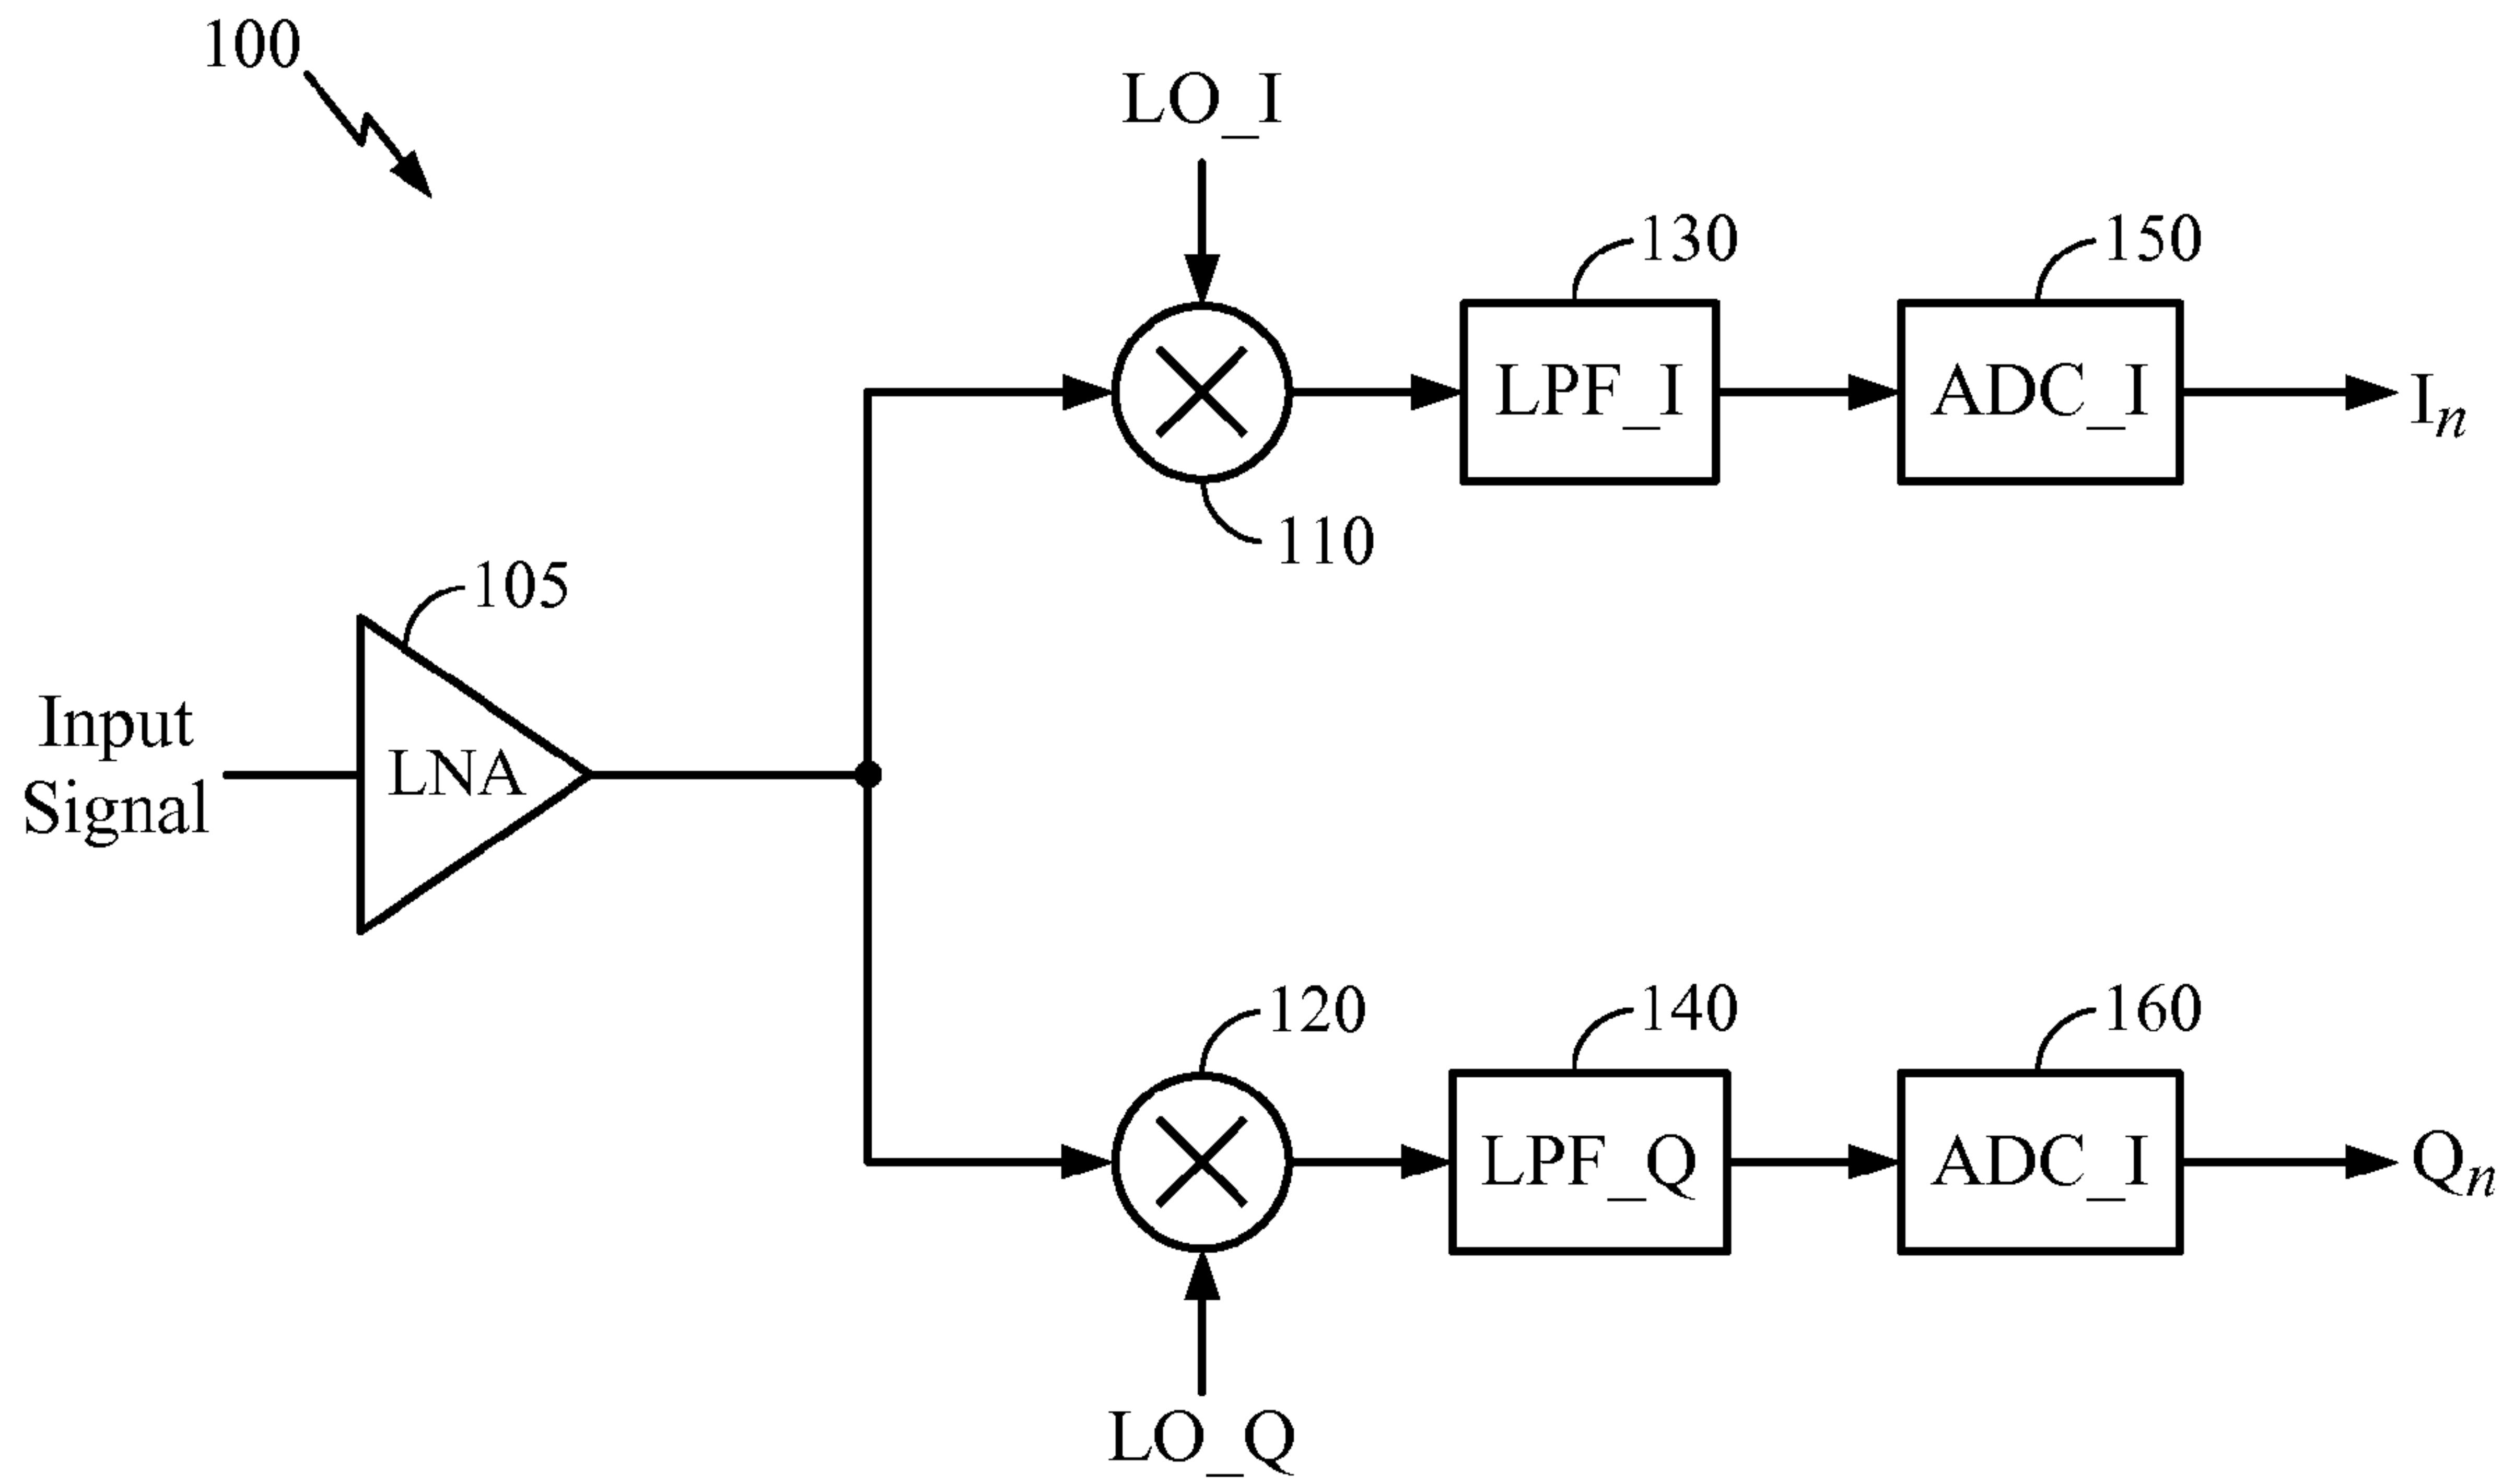 100
LO_I
130
150
LPF_I
ADC_I
In
110
105
Input
Signal
LNA
120
140
160
LPF_Q
ADC_I
Qn
LO_Q